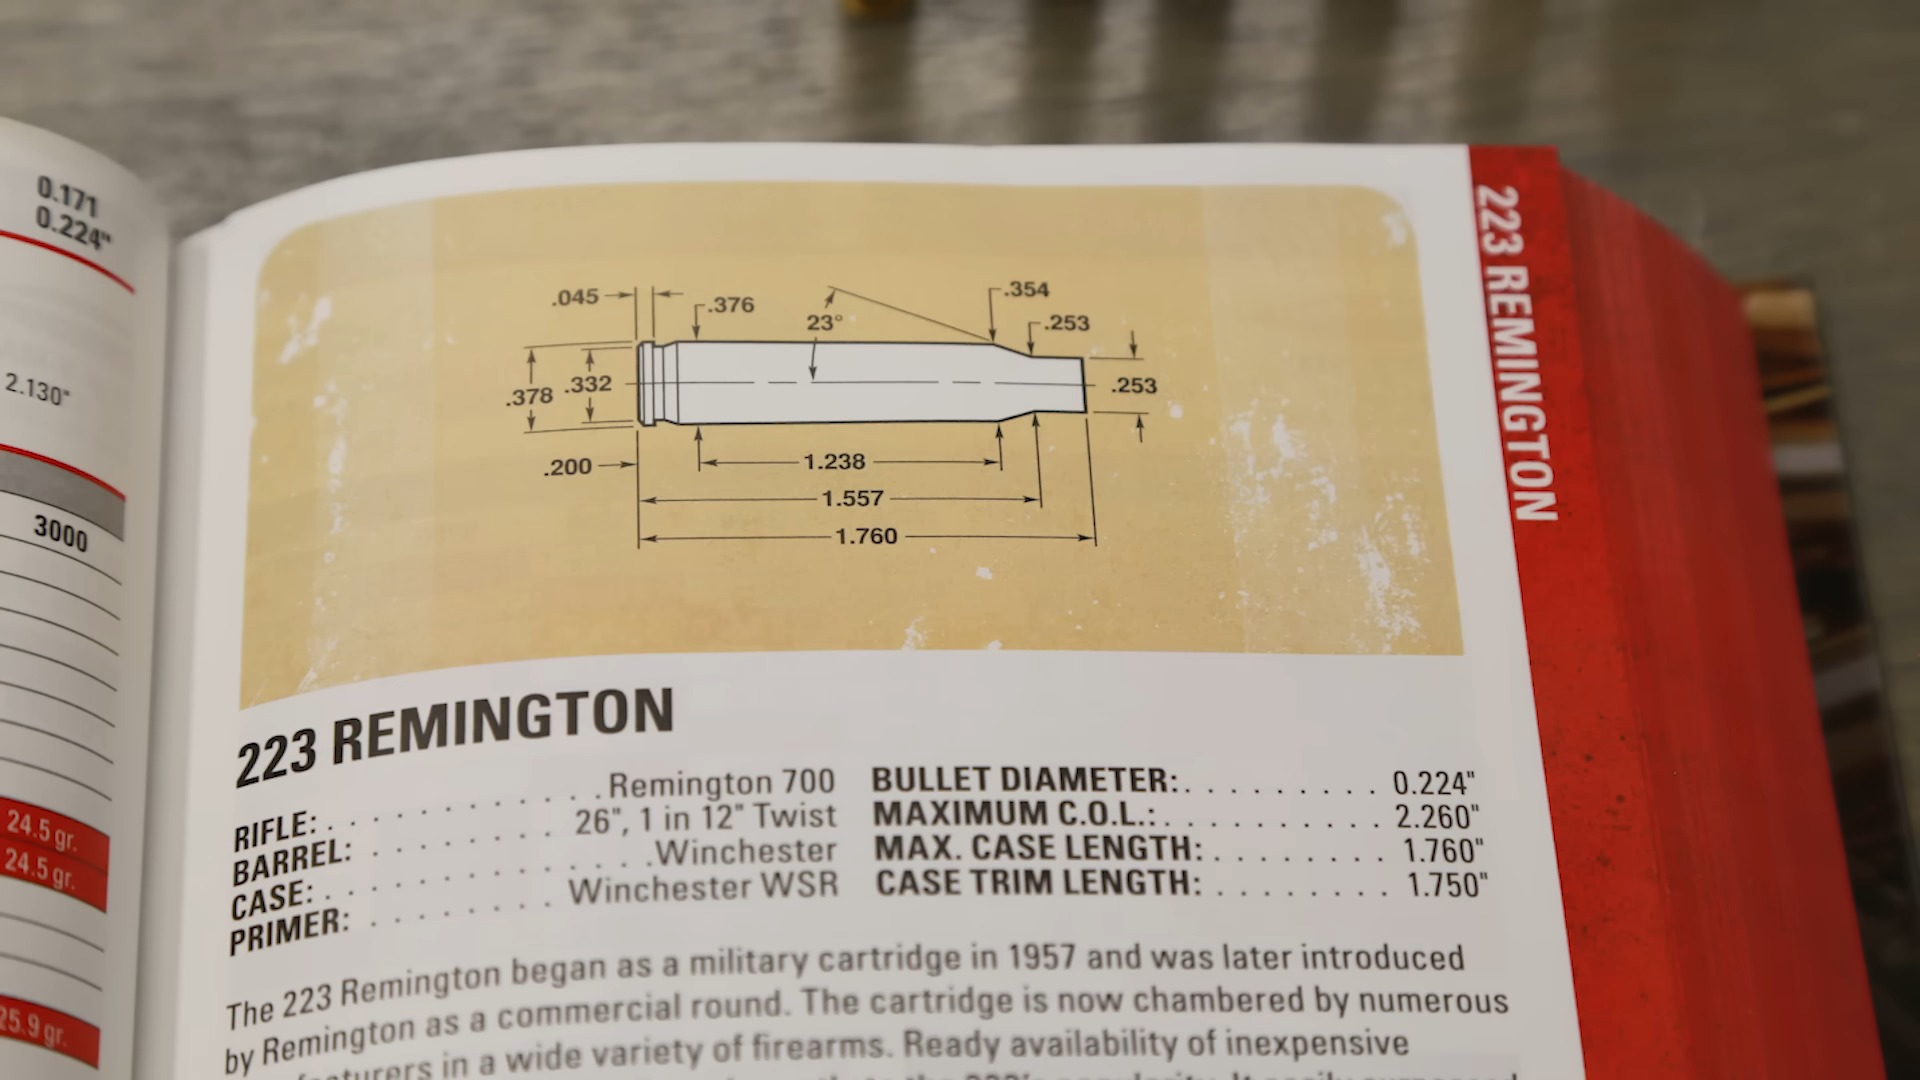 0.171
0.224"
2.130"
3000
24.5 gr.
24.5 gr.
25.9 gr.
223 REMINGTON
.045
.376
23°
.354
.253
.378
.332
.253
.200
1.238
1.557
1.760
223 REMINGTON
RIFLE: . . . . . . . . . . . Remington 700
BARREL: . . . . . . . . 26", 1 in 12" Twist
CASE: . . . . . . . . . . . . . Winchester
PRIMER: . . . . . . . . Winchester WSR
BULLET DIAMETER: . . . . . . . . . 0.224"
MAXIMUM C.O.L.: . . . . . . . . . . 2.260"
MAX. CASE LENGTH: . . . . . . . . 1.760"
CASE TRIM LENGTH: . . . . . . . . 1.750"
The 223 Remington began as a military cartridge in 1957 and was later introduced
by Remington as a commercial round. The cartridge is now chambered by numerous
in a wide variety of firearms. Ready availability of inexpensive